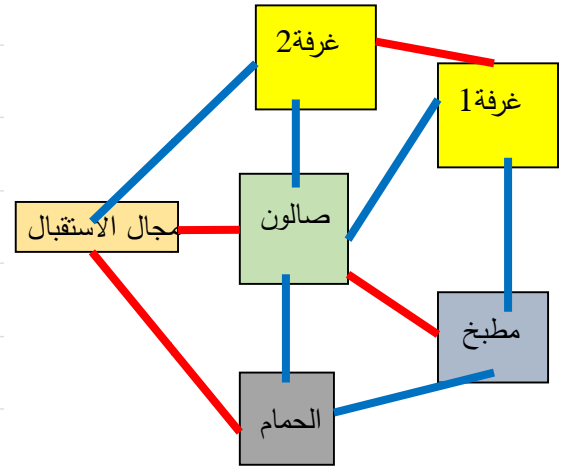 غرفة2
غرفة1
صالون
مجال الاستقبال
مطبخ
الحمام